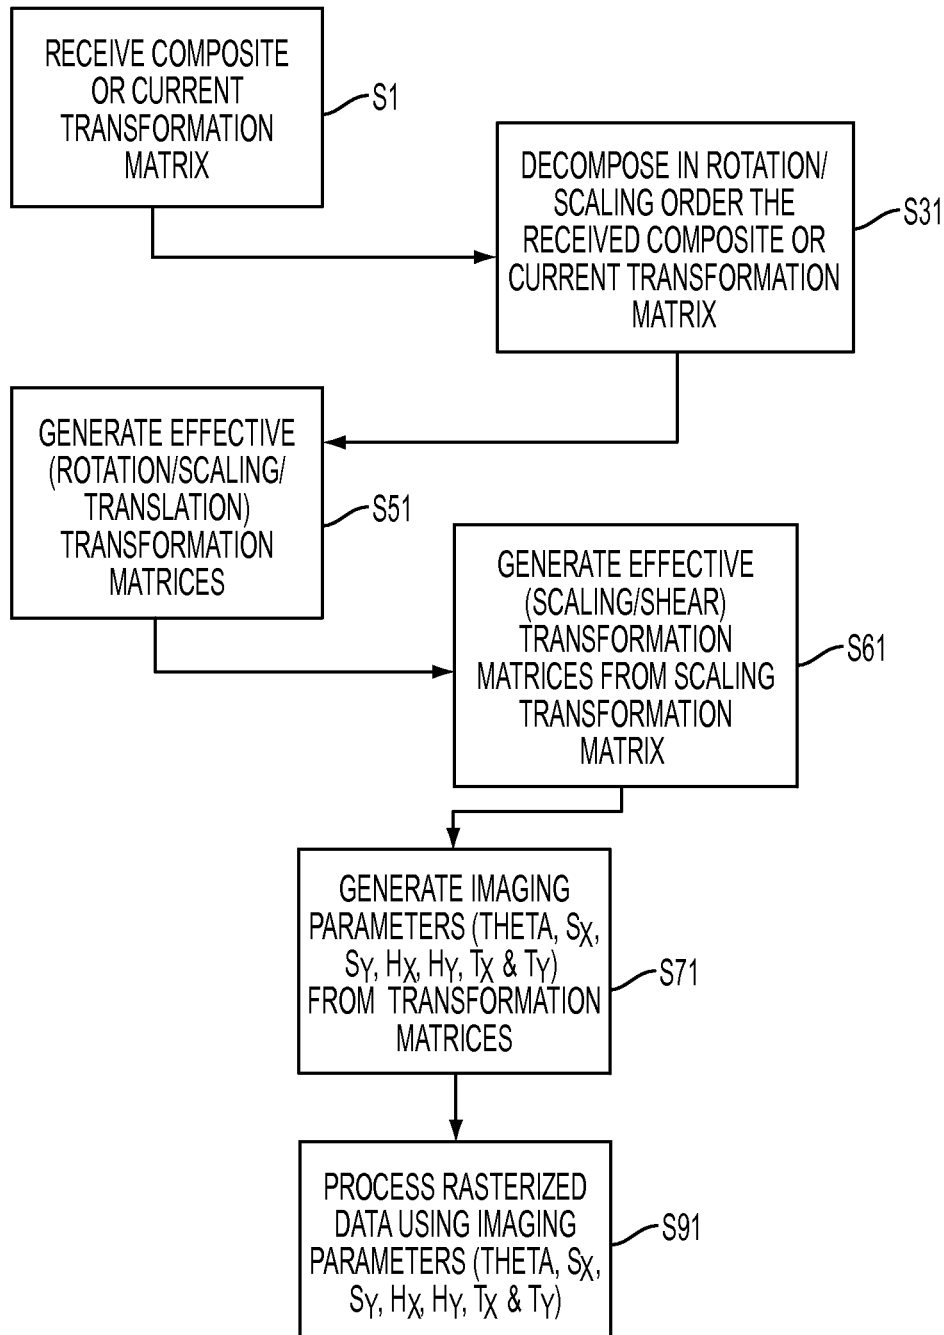 RECEIVE COMPOSITE
OR CURRENT
TRANSFORMATION
MATRIX
S1
DECOMPOSE IN ROTATION/
SCALING ORDER THE
RECEIVED COMPOSITE OR
CURRENT TRANSFORMATION
MATRIX
S31
GENERATE EFFECTIVE
(ROTATION/SCALING/
TRANSLATION)
TRANSFORMATION
MATRICES
S51
GENERATE EFFECTIVE
(SCALING/SHEAR)
TRANSFORMATION
MATRICES FROM SCALING
TRANSFORMATION
MATRIX
S61
GENERATE IMAGING
PARAMETERS (THETA, SX,
SY, HX, HY, TX & TY)
FROM TRANSFORMATION
MATRICES
S71
PROCESS RASTERIZED
DATA USING IMAGING
PARAMETERS (THETA, SX,
SY, HX, HY, TX & TY)
S91